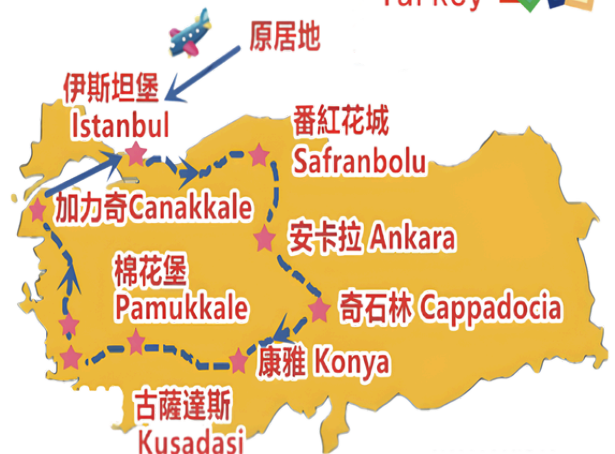 Turkey
原居地
伊斯坦堡
Istanbul
番紅花城
Safranbolu
加力奇Canakkale
安卡拉 Ankara
棉花堡
Pamukkale
奇石林 Cappadocia
康雅 Konya
古薩達斯
Kusadasi